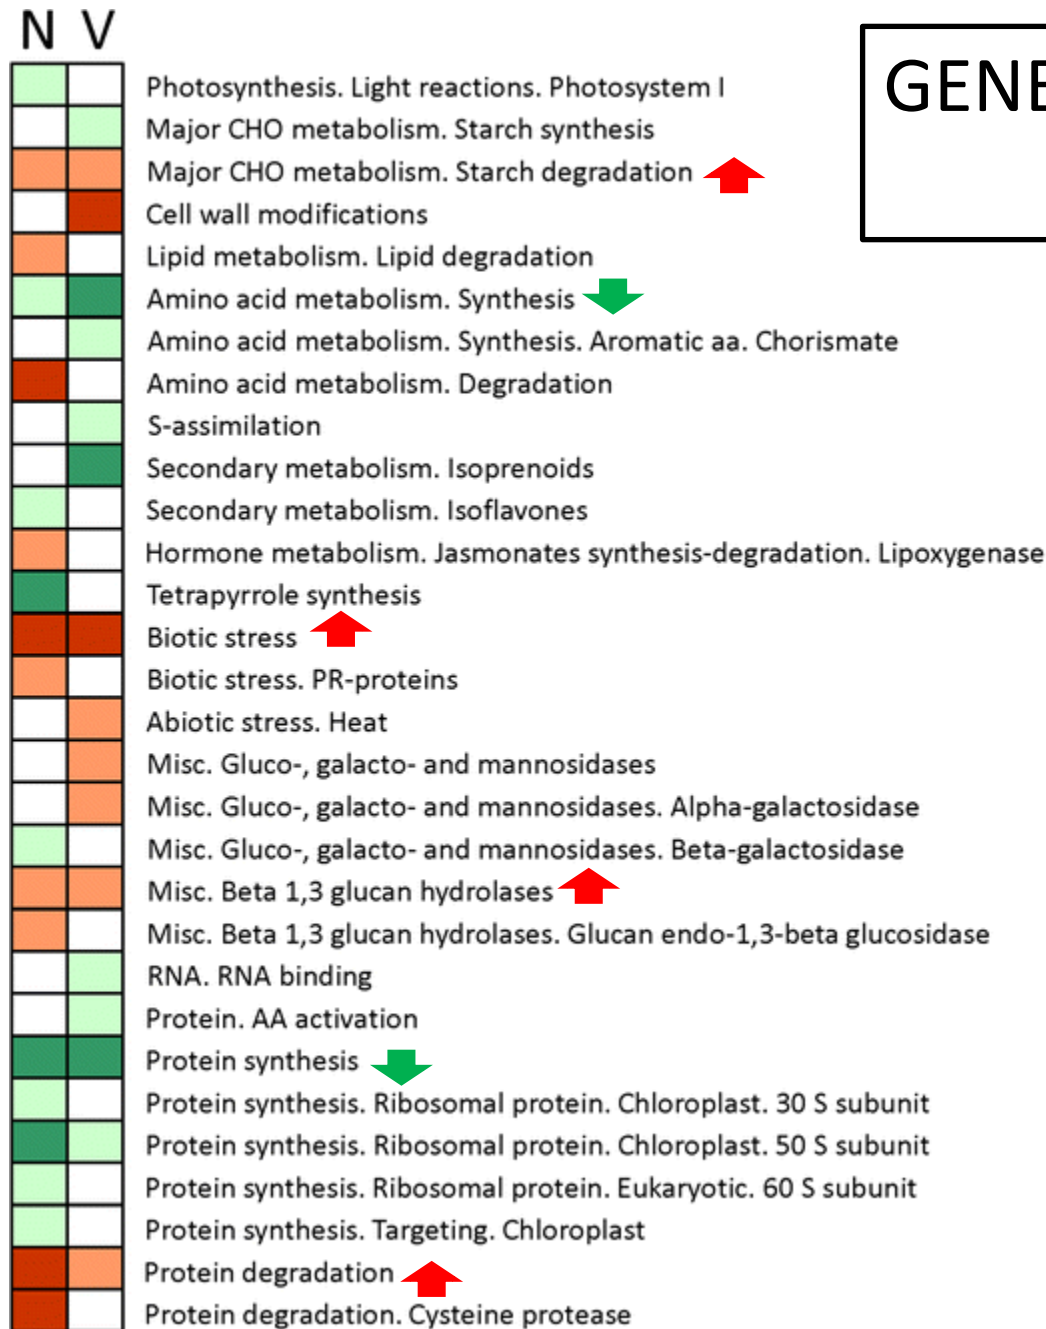 N V
GENE
Photosynthesis. Light reactions. Photosystem I
Major CHO metabolism. Starch synthesis
Major CHO metabolism. Starch degradation
Cell wall modifications
Lipid metabolism. Lipid degradation
Amino acid metabolism. Synthesis
Amino acid metabolism. Synthesis. Aromatic aa. Chorismate
Amino acid metabolism. Degradation
S-assimilation
Secondary metabolism. Isoprenoids
Secondary metabolism. Isoflavones
Hormone metabolism. Jasmonates synthesis-degradation. Lipoxygenase
Tetrapyrrole synthesis
Biotic stress
Biotic stress. PR-proteins
Abiotic stress. Heat
Misc. Gluco-, galacto- and mannosidases
Misc. Gluco-, galacto- and mannosidases. Alpha-galactosidase
Misc. Gluco-, galacto- and mannosidases. Beta-galactosidase
Misc. Beta 1,3 glucan hydrolases
Misc. Beta 1,3 glucan hydrolases. Glucan endo-1,3-beta glucosidase
RNA. RNA binding
Protein. AA activation
Protein synthesis
Protein synthesis. Ribosomal protein. Chloroplast. 30 S subunit
Protein synthesis. Ribosomal protein. Chloroplast. 50 S subunit
Protein synthesis. Ribosomal protein. Eukaryotic. 60 S subunit
Protein synthesis. Targeting. Chloroplast
Protein degradation
Protein degradation. Cysteine protease